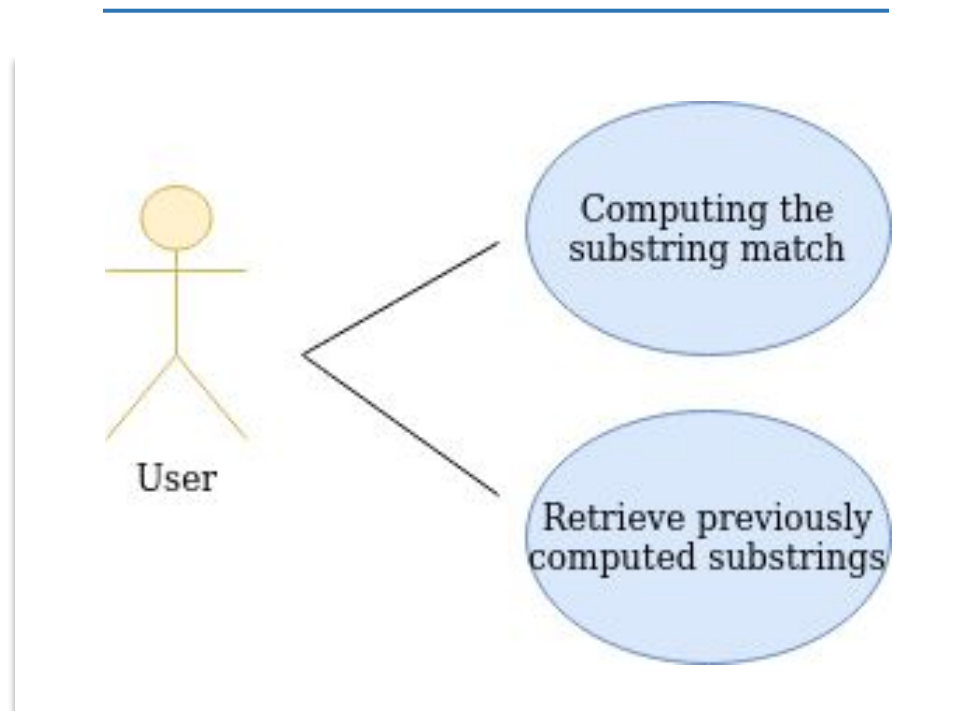 Computing the
substring match
User
Retrieve previously
computed substrings